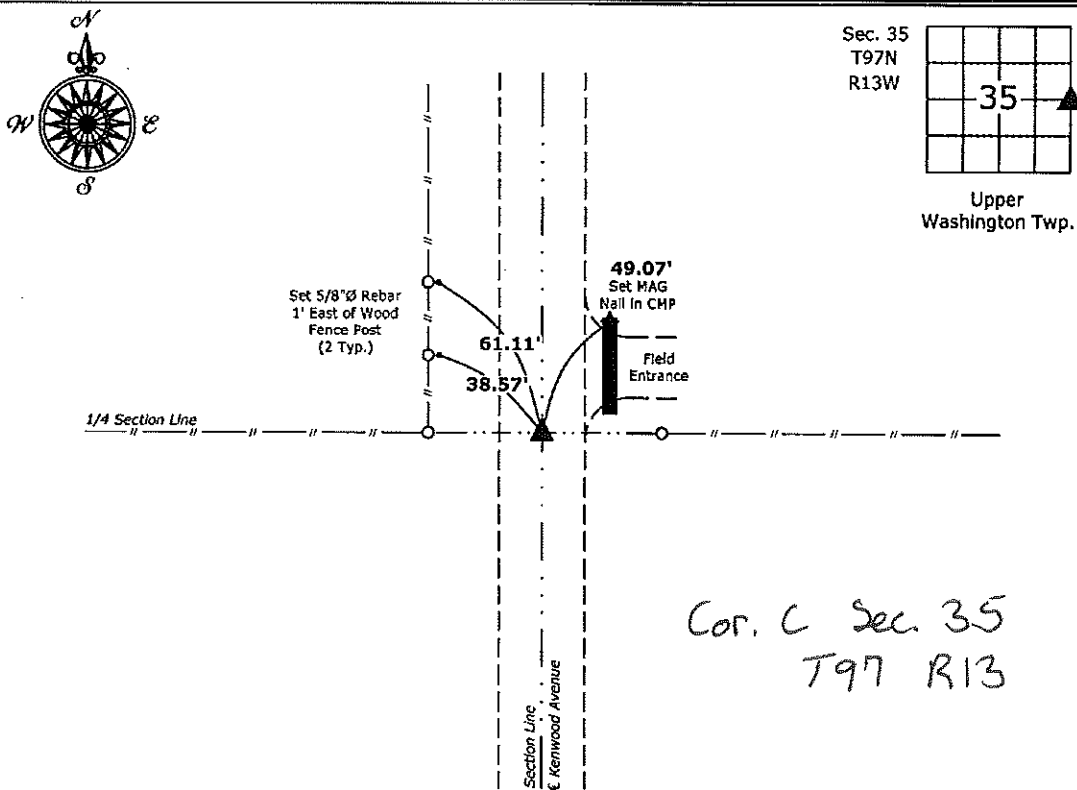 N
W
E
S
Sec. 35
T97N
R13W
35
Upper
Washington Twp.
Set 5/8"Ø Rebar
1' East of Wood
Fence Post
(2 Typ.)
49.07'
Set MAG
Nail in CMP
61.11'
38.57'
Field
Entrance
1/4 Section Line
Section Line
℄ Kenwood Avenue
Cor. C Sec. 35
T97 R13